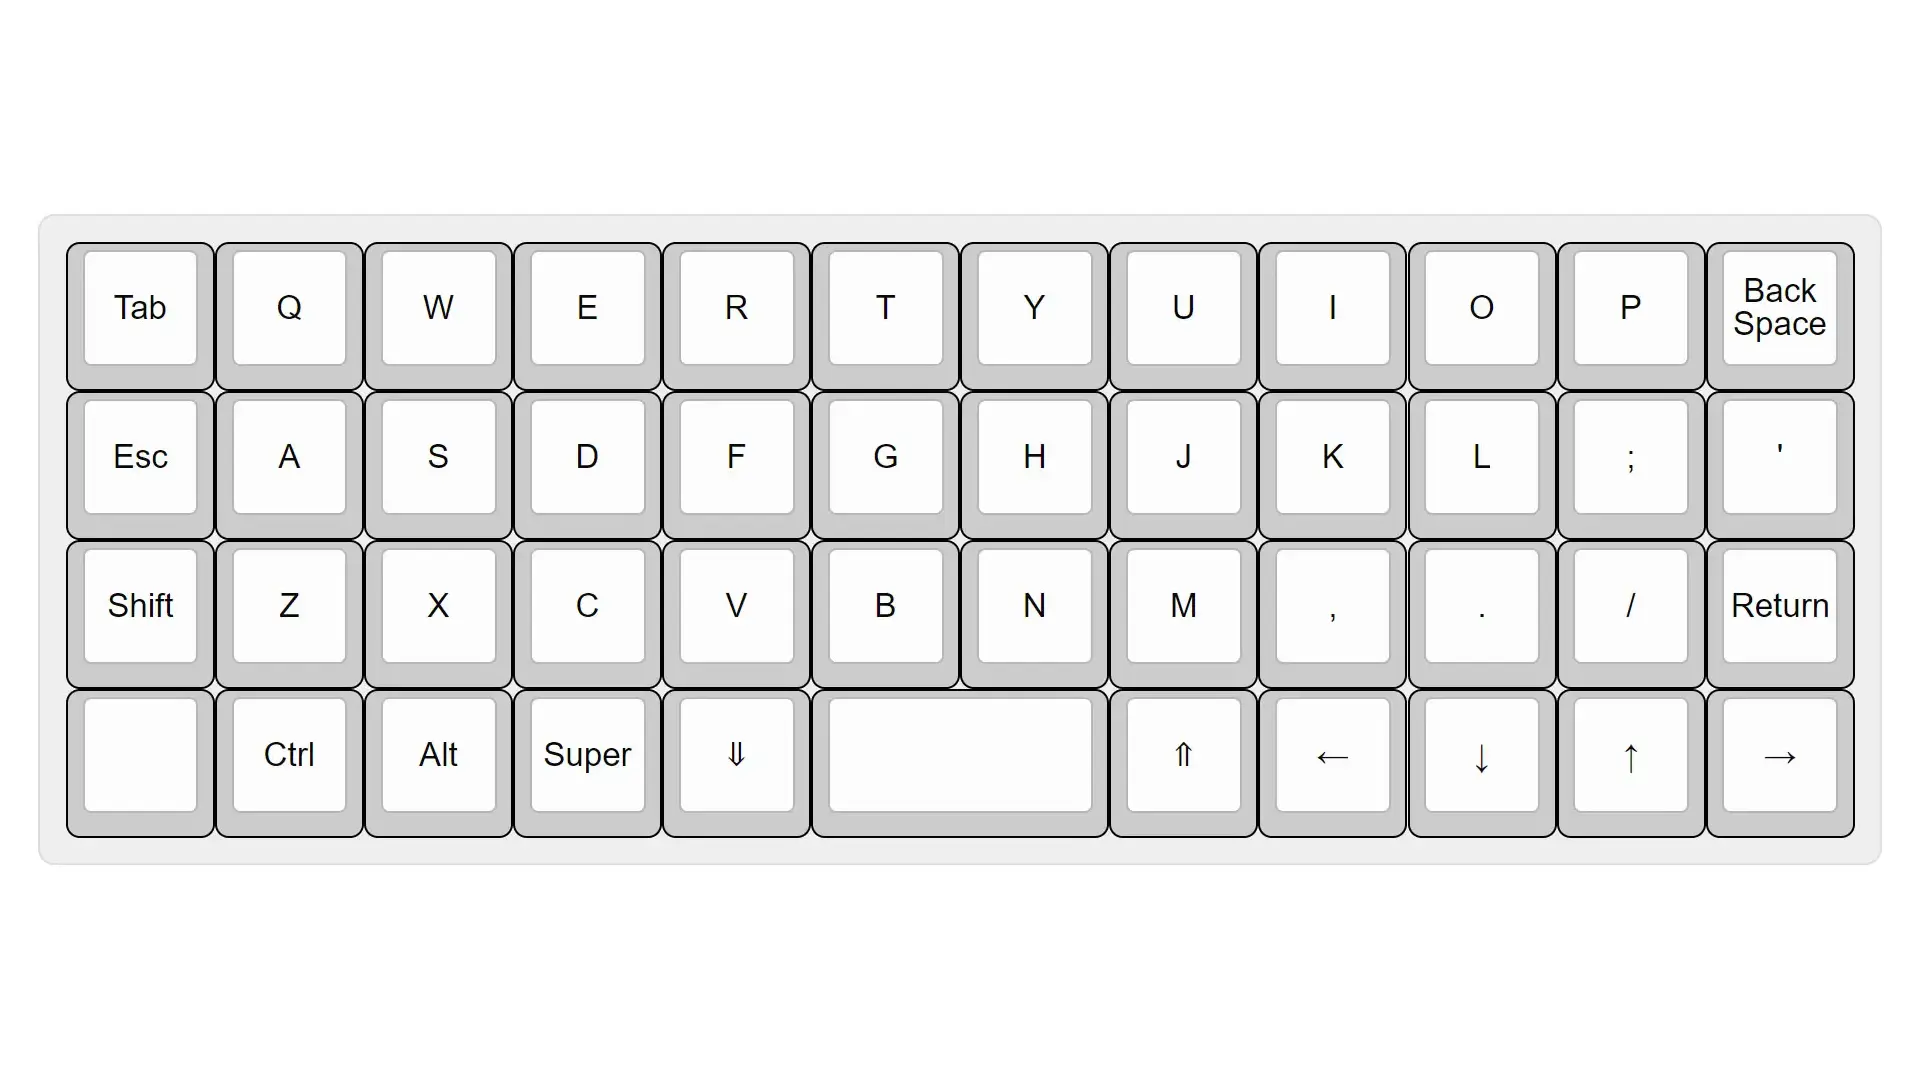 Tab Q W E R T Y U I O P Back
Space
Esc A S D F G H J K L ; '
Shift Z X C V B N M , . / Return
Ctrl Alt Super ⇓ ⇑ ← ↓ ↑ →